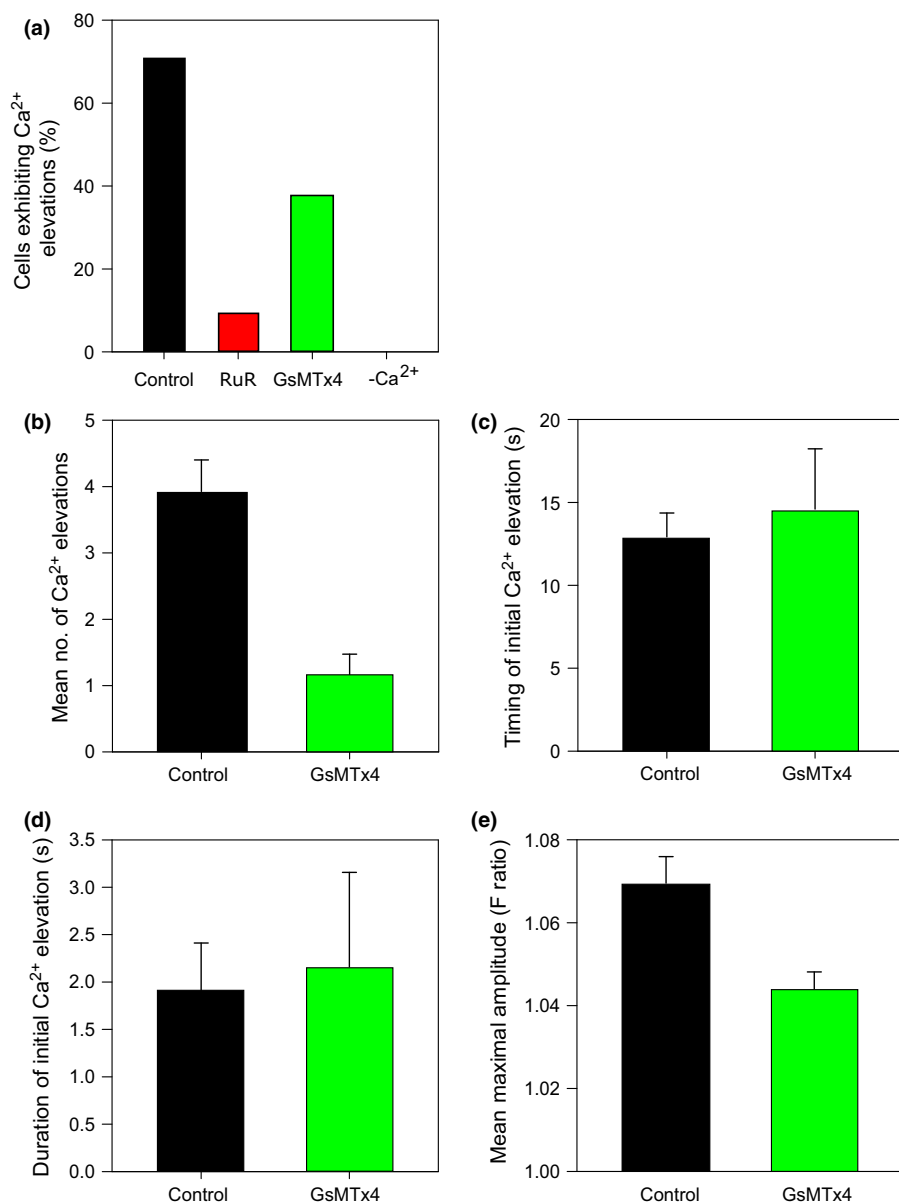 (a)
Cells exhibiting Ca²⁺
elevations (%)
80
60
40
20
0
Control RuR GsMTx4 -Ca²⁺
(b)
Mean no. of Ca²⁺ elevations
5
4
3
2
1
0
Control GsMTx4
(c)
Timing of initial Ca²⁺ elevation (s)
20
15
10
5
0
Control GsMTx4
(d)
Duration of initial Ca²⁺ elevation (s)
3.5
3.0
2.5
2.0
1.5
1.0
0.5
0.0
Control GsMTx4
(e)
Mean maximal amplitude (F ratio)
1.08
1.06
1.04
1.02
1.00
Control GsMTx4